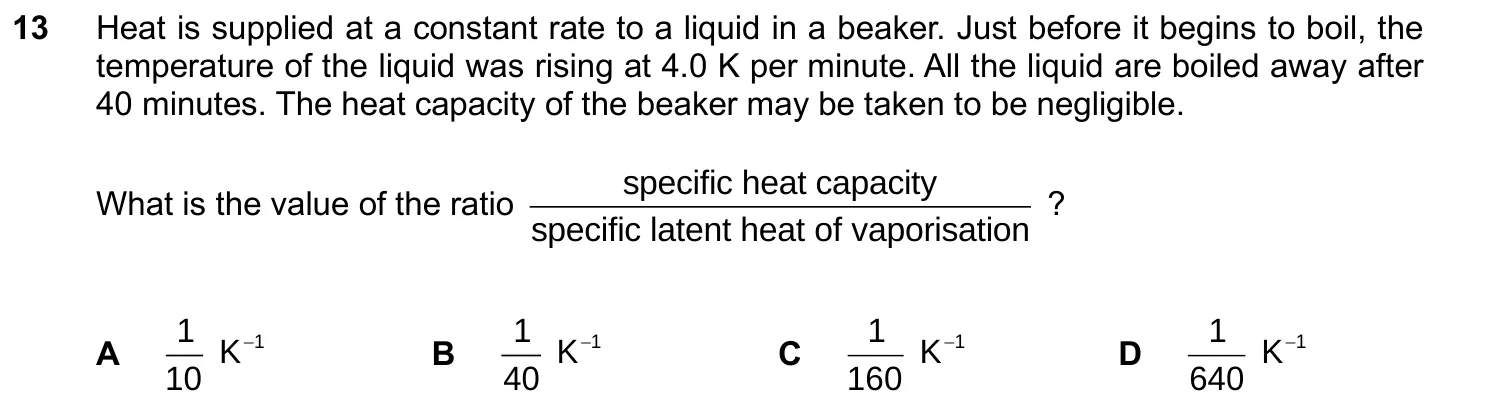 13 Heat is supplied at a constant rate to a liquid in a beaker. Just before it begins to boil, the
temperature of the liquid was rising at 4.0 K per minute. All the liquid are boiled away after
40 minutes. The heat capacity of the beaker may be taken to be negligible.
What is the value of the ratio specific heat capacity / specific latent heat of vaporisation ?
A 1/10 K⁻¹ B 1/40 K⁻¹ C 1/160 K⁻¹ D 1/640 K⁻¹